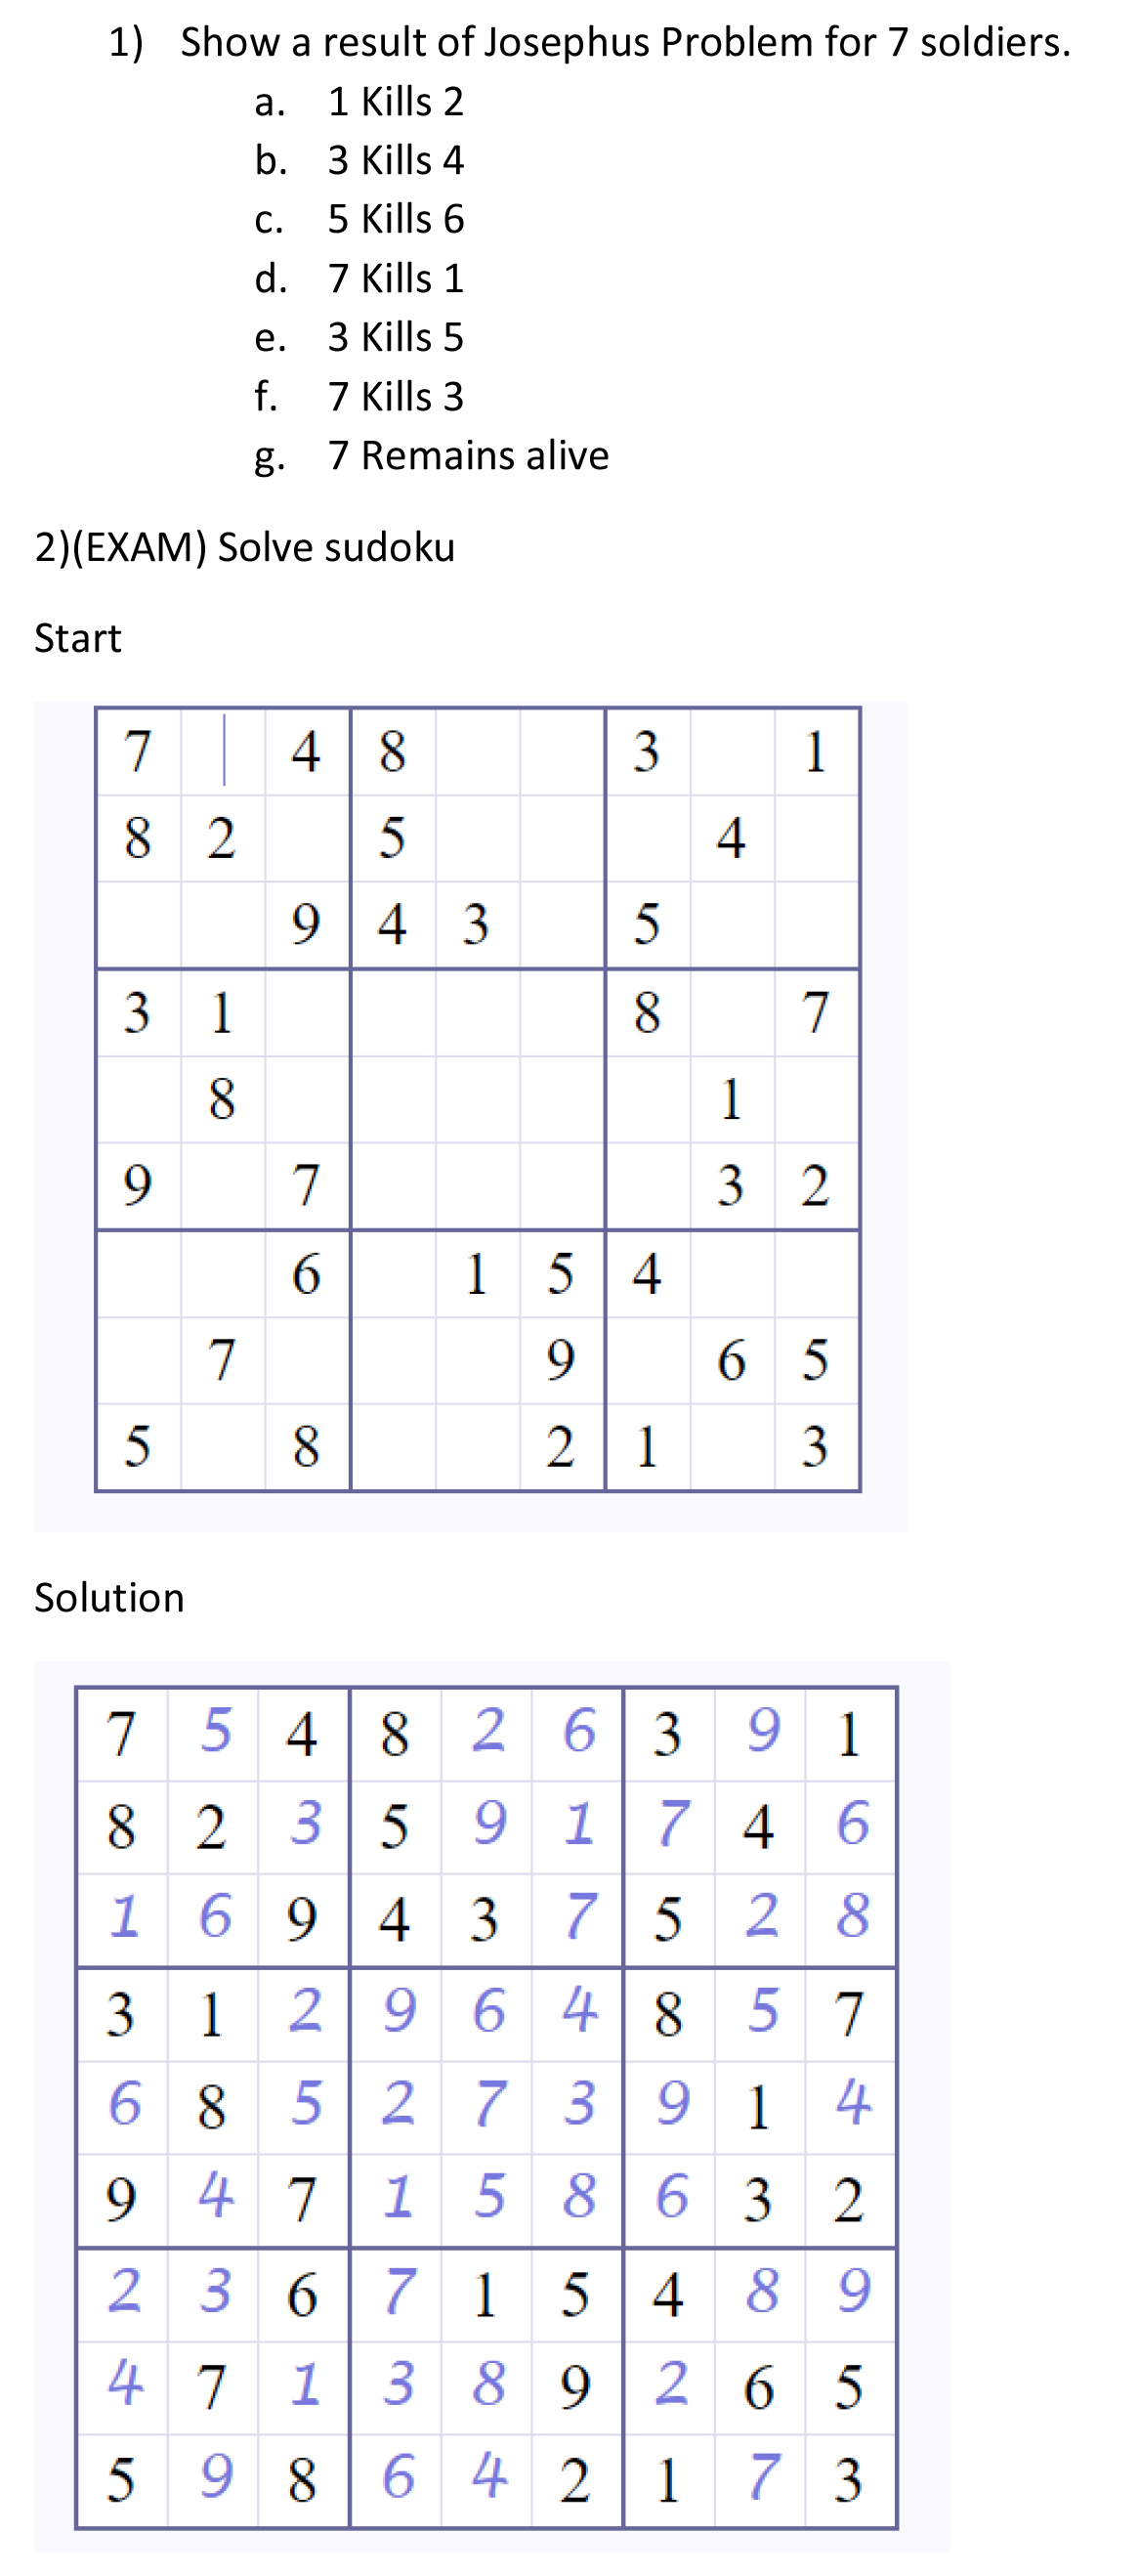 1) Show a result of Josephus Problem for 7 soldiers.
a. 1 Kills 2
b. 3 Kills 4
c. 5 Kills 6
d. 7 Kills 1
e. 3 Kills 5
f. 7 Kills 3
g. 7 Remains alive
2)(EXAM) Solve sudoku
Start
7 4 8 3 1
8 2 5 4
9 4 3 5
3 1 8 7
8 1
9 7 3 2
6 1 5 4
7 9 6 5
5 8 2 1 3
Solution
7 5 4 8 2 6 3 9 1
8 2 3 5 9 1 7 4 6
1 6 9 4 3 7 5 2 8
3 1 2 9 6 4 8 5 7
6 8 5 2 7 3 9 1 4
9 4 7 1 5 8 6 3 2
2 3 6 7 1 5 4 8 9
4 7 1 3 8 9 2 6 5
5 9 8 6 4 2 1 7 3